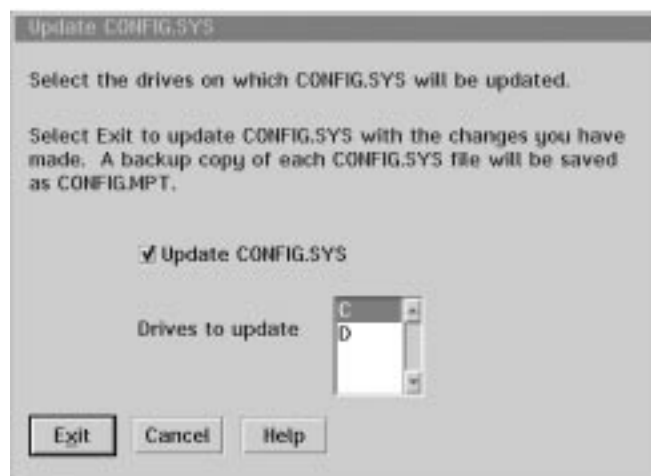 Update CONFIG.SYS
Select the drives on which CONFIG.SYS will be updated.
Select Exit to update CONFIG.SYS with the changes you have
made. A backup copy of each CONFIG.SYS file will be saved
as CONFIG.MPT.
Update CONFIG.SYS
Drives to update
C
D
Exit
Cancel
Help